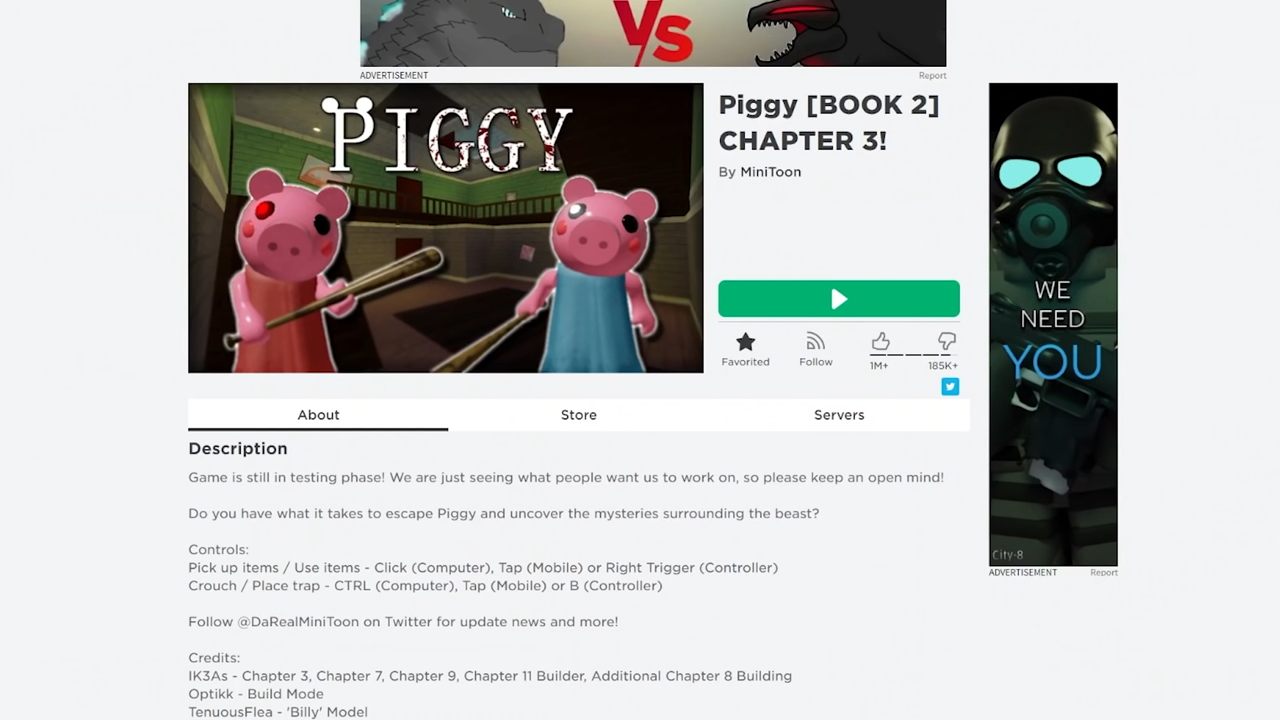 VS
ADVERTISEMENT
Report
PIGGY
Piggy [BOOK 2]
CHAPTER 3!
By MiniToon
Favorited
Follow
1M+
185K+
WE
NEED
YOU
City-8
ADVERTISEMENT
Report
About
Store
Servers
Description
Game is still in testing phase! We are just seeing what people want us to work on, so please keep an open mind!
Do you have what it takes to escape Piggy and uncover the mysteries surrounding the beast?
Controls:
Pick up items / Use items - Click (Computer), Tap (Mobile) or Right Trigger (Controller)
Crouch / Place trap - CTRL (Computer), Tap (Mobile) or B (Controller)
Follow @DaRealMiniToon on Twitter for update news and more!
Credits:
IK3As - Chapter 3, Chapter 7, Chapter 9, Chapter 11 Builder, Additional Chapter 8 Building
Optikk - Build Mode
TenuousFlea - 'Billy' Model